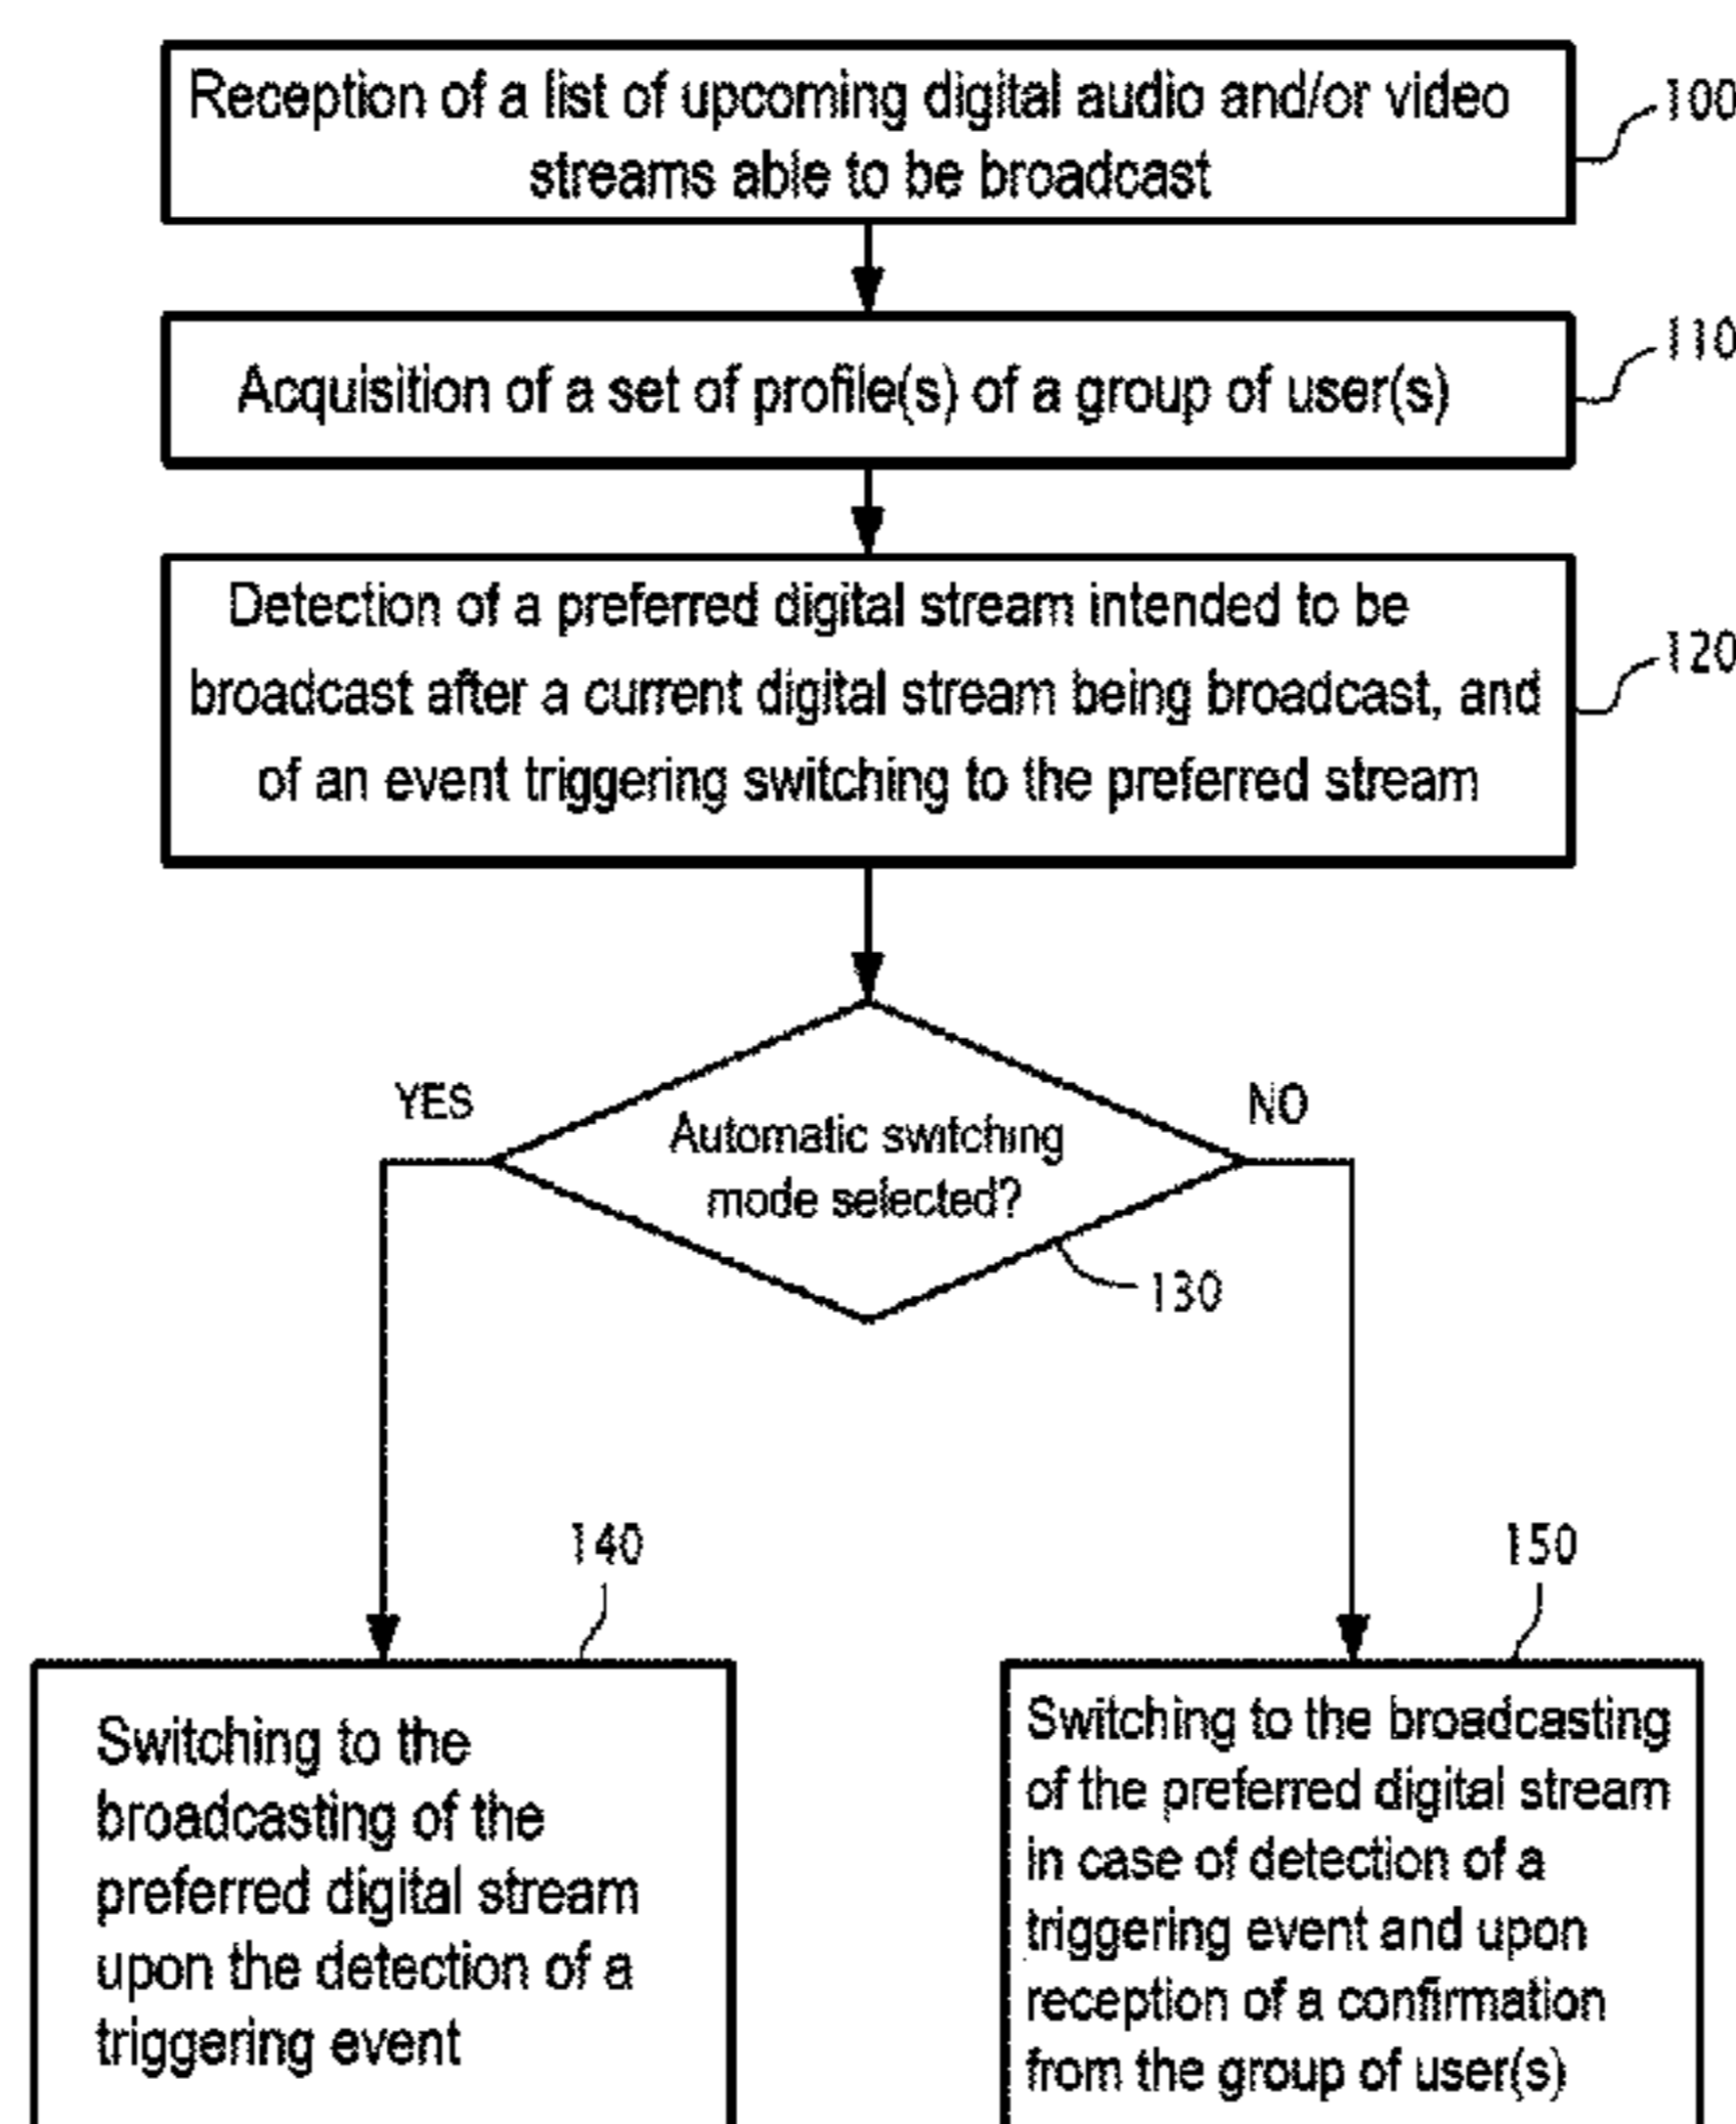 Reception of a list of upcoming digital audio and/or video
streams able to be broadcast
100
Acquisition of a set of profile(s) of a group of user(s)
110
Detection of a preferred digital stream intended to be
broadcast after a current digital stream being broadcast, and
of an event triggering switching to the preferred stream
120
YES
NO
Automatic switching
mode selected?
130
140
Switching to the
broadcasting of the
preferred digital stream
upon the detection of a
triggering event
150
Switching to the broadcasting
of the preferred digital stream
in case of detection of a
triggering event and upon
reception of a confirmation
from the group of user(s)